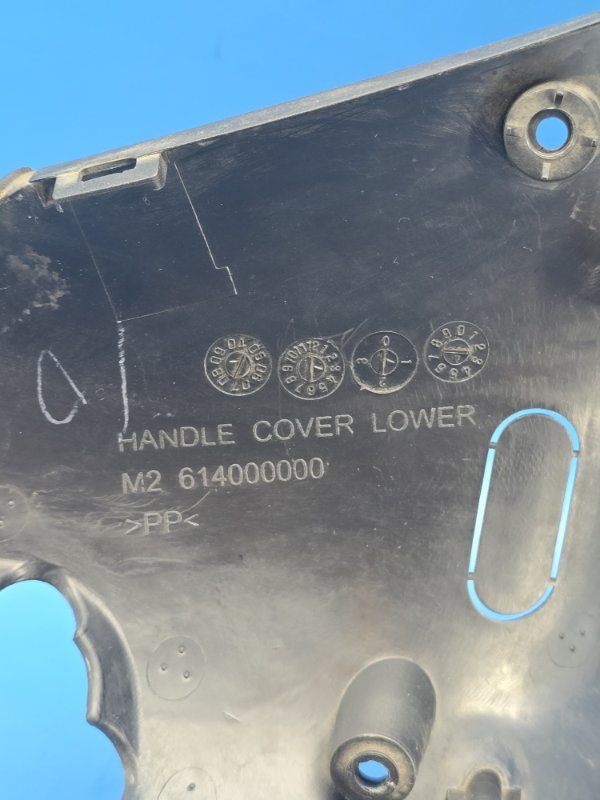 HANDLE COVER LOWER
M2 614000000
>PP<